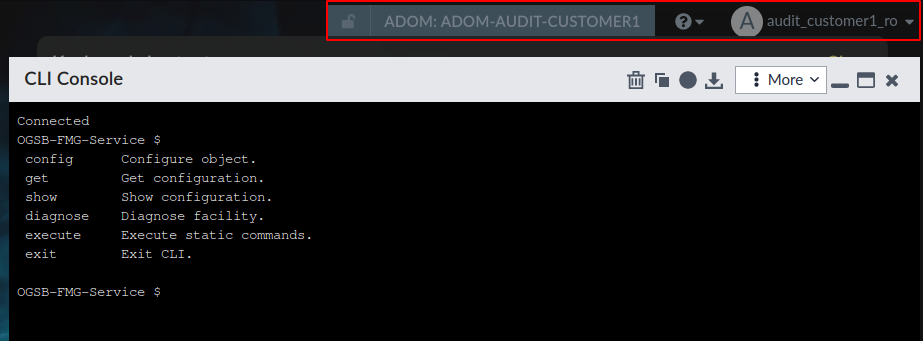 ADOM: ADOM-AUDIT-CUSTOMER1 ? A audit_customer1_ro
CLI Console More
Connected
OGSB-FMG-Service $
config Configure object.
get Get configuration.
show Show configuration.
diagnose Diagnose facility.
execute Execute static commands.
exit Exit CLI.
OGSB-FMG-Service $